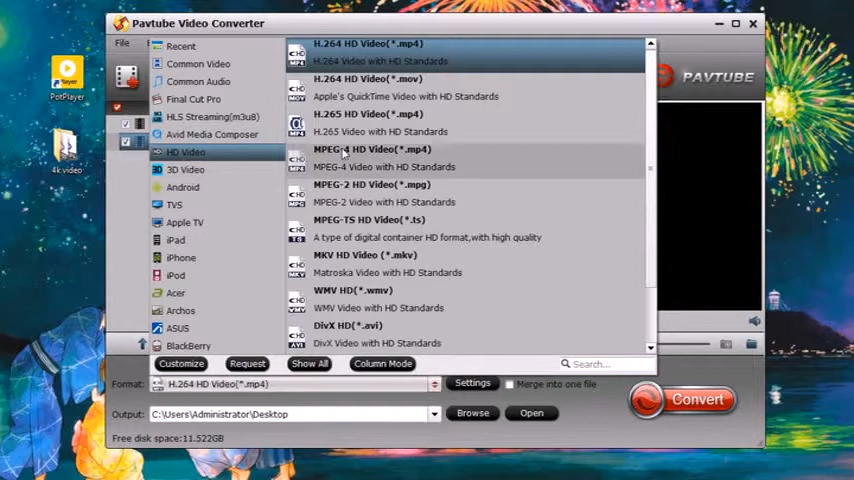 Pavtube Video Converter
File
PAVTUBE
PotPlayer
4k video
Recent
Common Video
Common Audio
Final Cut Pro
HLS Streaming(m3u8)
Avid Media Composer
HD Video
3D Video
Android
TVS
Apple TV
iPad
iPhone
iPod
Acer
Archos
ASUS
BlackBerry
H.264 HD Video(*.mp4)
H.264 Video with HD Standards
H.264 HD Video(*.mov)
Apple's QuickTime Video with HD Standards
H.265 HD Video(*.mp4)
H.265 Video with HD Standards
MPEG-4 HD Video(*.mp4)
MPEG-4 Video with HD Standards
MPEG-2 HD Video(*.mpg)
MPEG-2 Video with HD Standards
MPEG-TS HD Video(*.ts)
A type of digital container HD format,with high quality
MKV HD Video (*.mkv)
Matroska Video with HD Standards
WMV HD(*.wmv)
WMV Video with HD Standards
DivX HD(*.avi)
DivX Video with HD Standards
Customize Request Show All Column Mode Search...
Format: H.264 HD Video(*.mp4) Settings Merge into one file
Convert
Output: C:\Users\Administrator\Desktop Browse Open
Free disk space:11.522GB